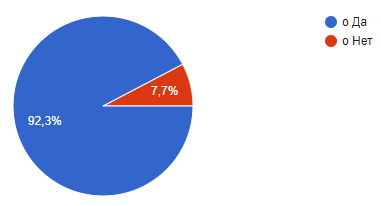 о Да
о Нет
7,7%
92,3%